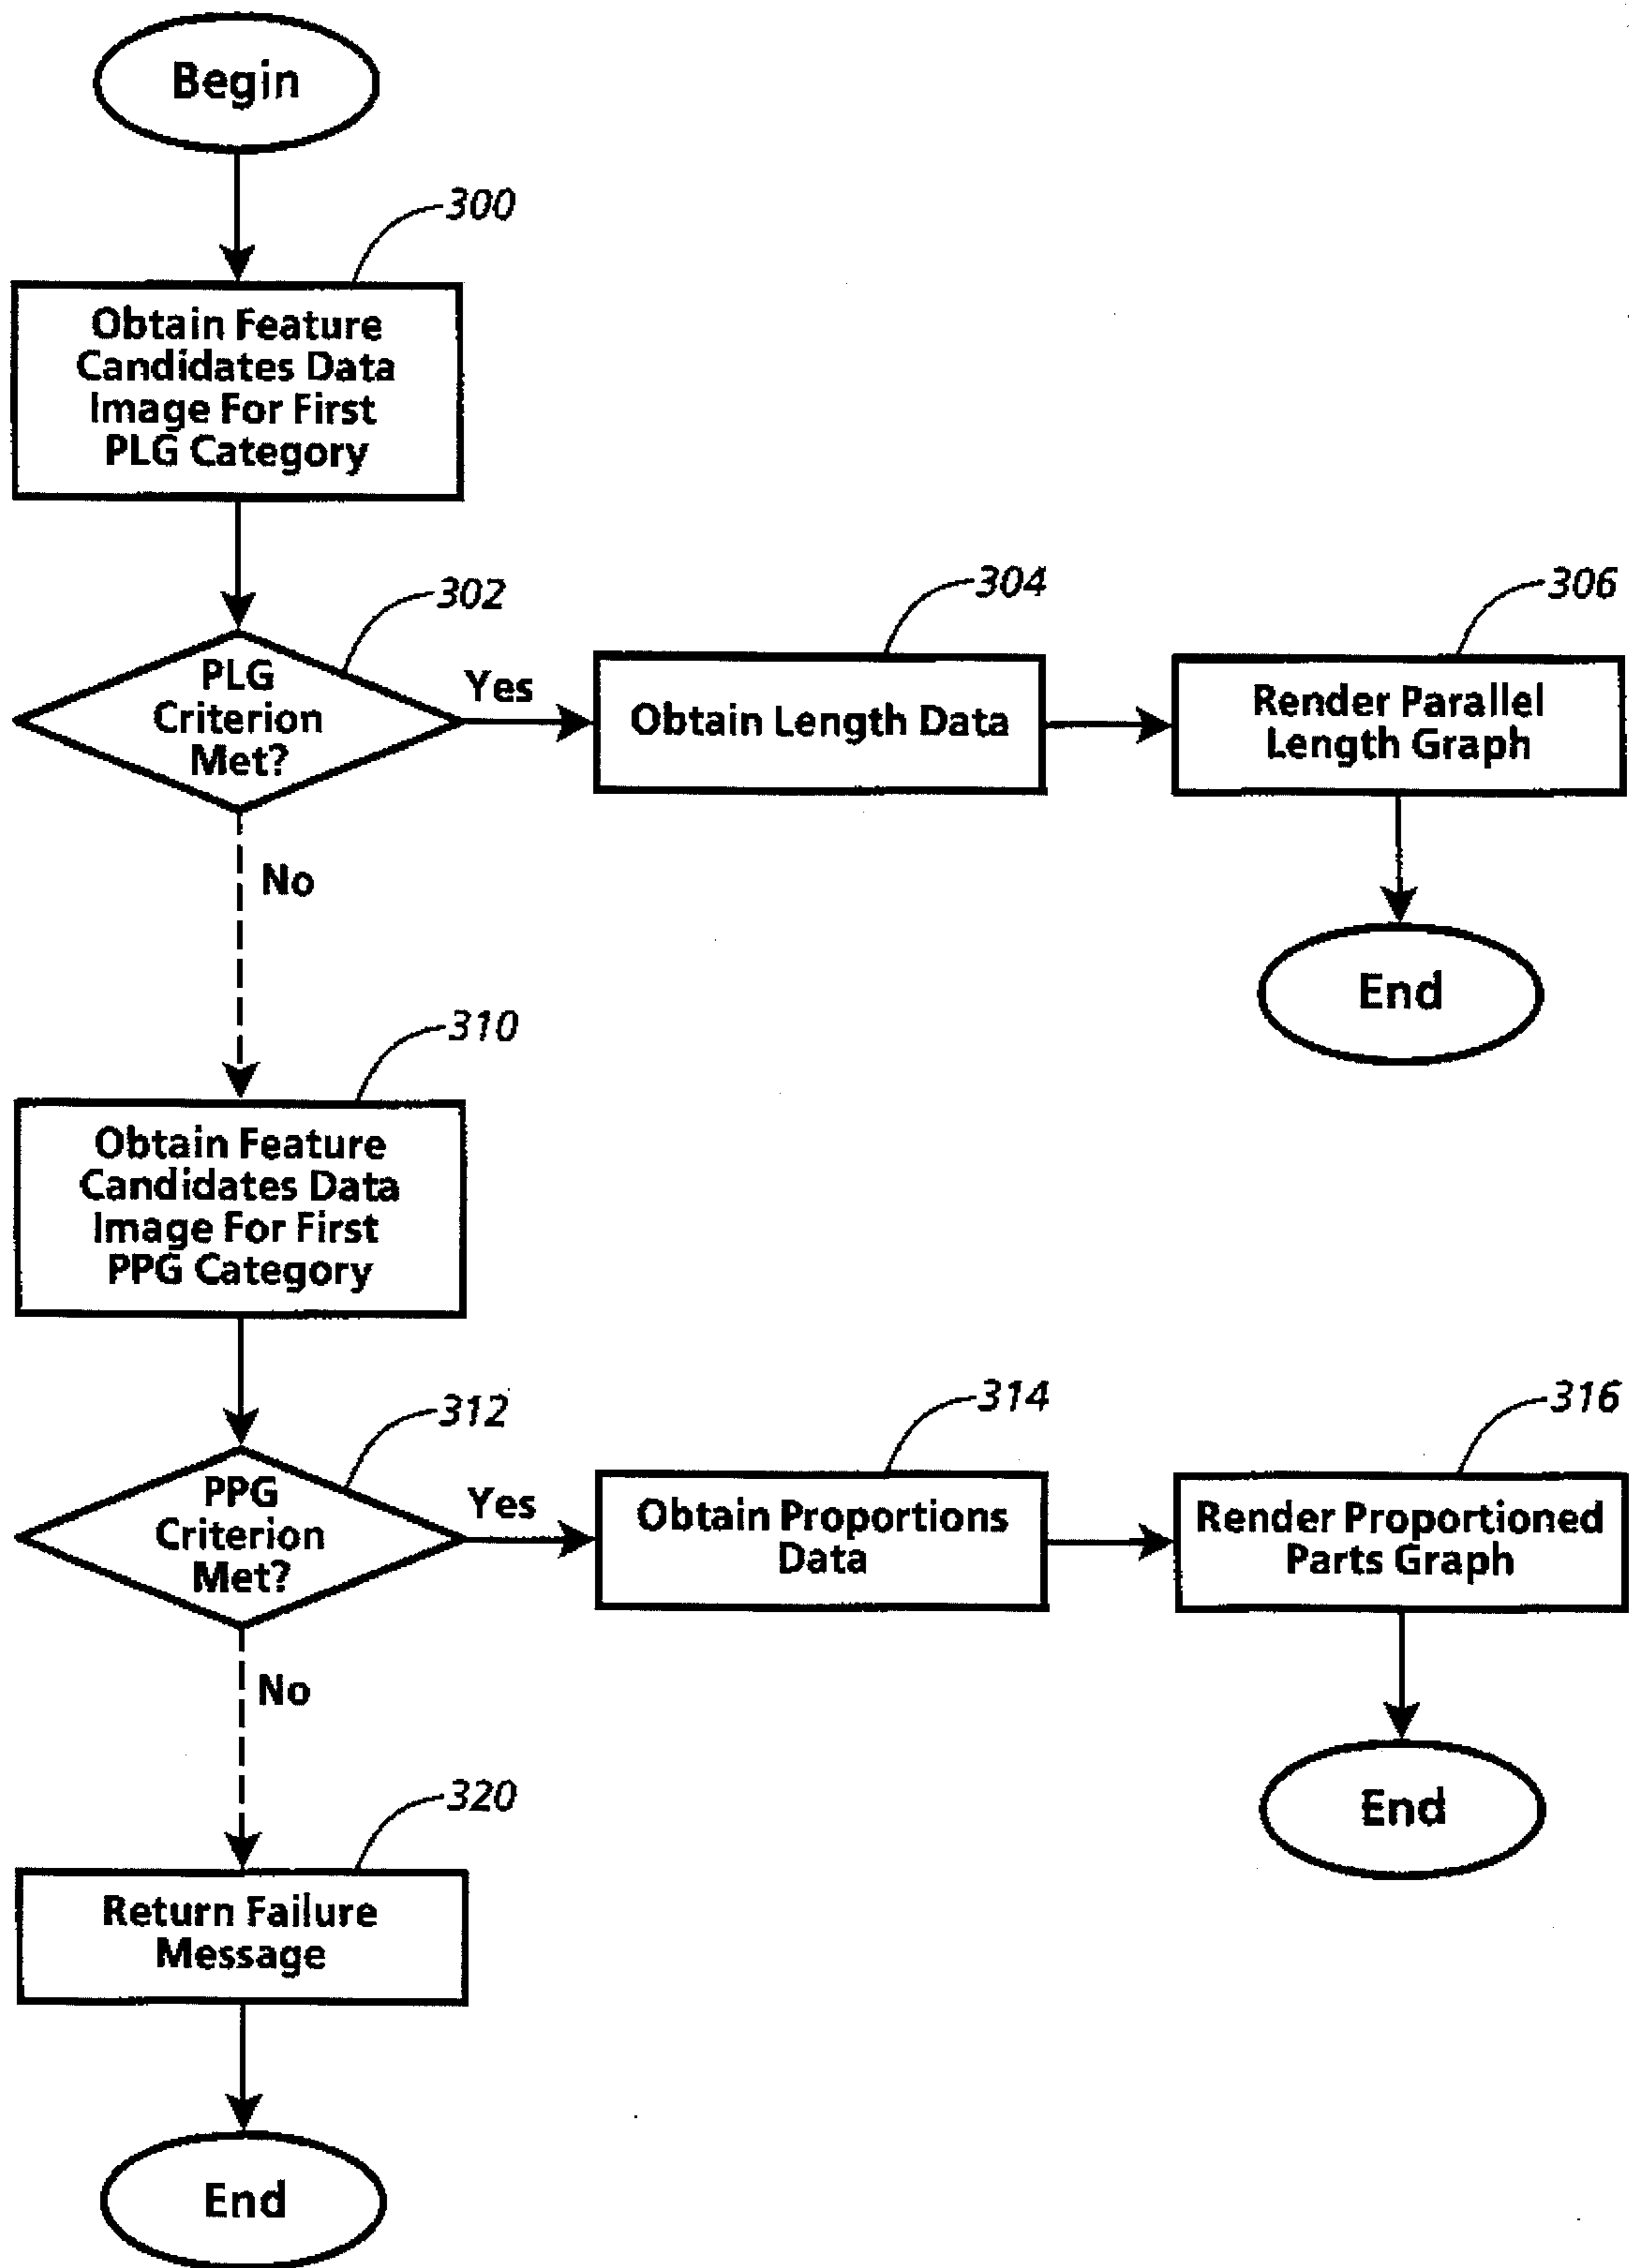 Begin
300
Obtain Feature
Candidates Data
Image For First
PLG Category
302
PLG
Criterion
Met?
Yes
304
Obtain Length Data
306
Render Parallel
Length Graph
End
No
310
Obtain Feature
Candidates Data
Image For First
PPG Category
312
PPG
Criterion
Met?
Yes
314
Obtain Proportions
Data
316
Render Proportioned
Parts Graph
End
No
320
Return Failure
Message
End